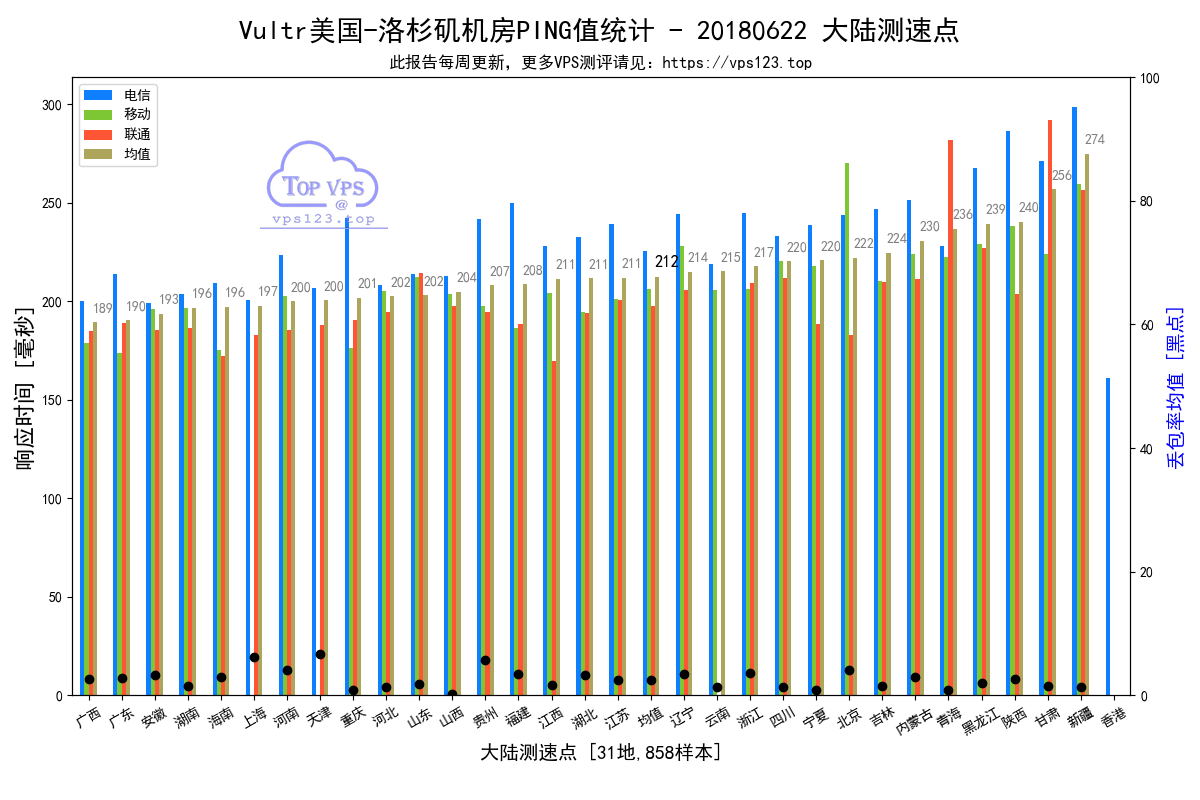 Vultr美国-洛杉矶机房PING值统计 - 20180622 大陆测速点
此报告每周更新，更多VPS测评请见：https://vps123.top
电信
移动
联通
均值
TOP VPS
@
vps123.top
响应时间 [毫秒]
300
250
200
150
100
50
0
189
190
193
196
196
197
200
200
201
202
202
204
207
208
211
211
211
212
214
215
217
220
220
222
224
230
236
239
240
256
274
100
80
60
40
20
0
丢包率均值 [黑点]
广西
广东
安徽
湖南
海南
上海
河南
天津
重庆
河北
山东
山西
贵州
福建
江西
湖北
江苏
均值
辽宁
云南
浙江
四川
宁夏
北京
吉林
内蒙古
青海
黑龙江
陕西
甘肃
新疆
香港
大陆测速点 [31地,858样本]